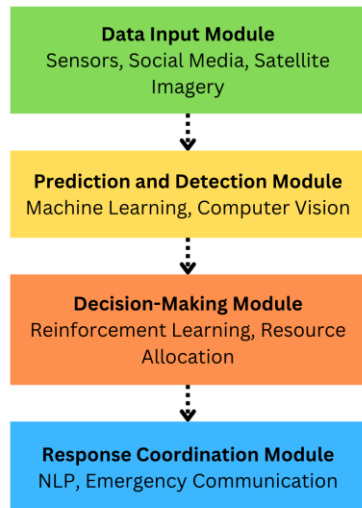 Data Input Module
Sensors, Social Media, Satellite
Imagery
Prediction and Detection Module
Machine Learning, Computer Vision
Decision-Making Module
Reinforcement Learning, Resource
Allocation
Response Coordination Module
NLP, Emergency Communication